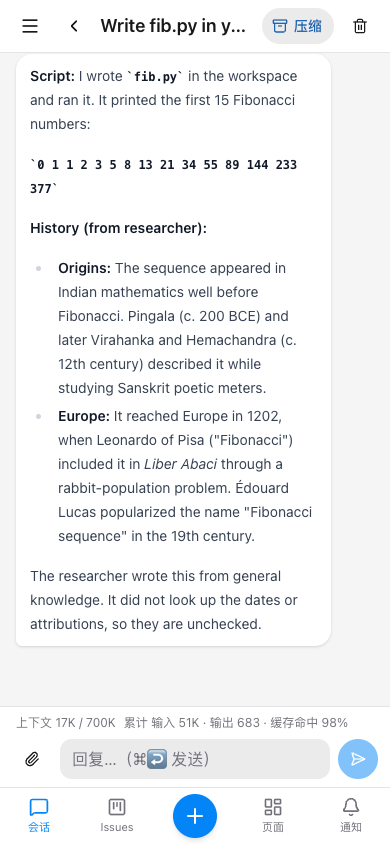 Write fib.py in y...
压缩
Script: I wrote `fib.py` in the workspace
and ran it. It printed the first 15 Fibonacci
numbers:
`0 1 1 2 3 5 8 13 21 34 55 89 144 233
377`
History (from researcher):
Origins: The sequence appeared in
Indian mathematics well before
Fibonacci. Pingala (c. 200 BCE) and
later Virahanka and Hemachandra (c.
12th century) described it while
studying Sanskrit poetic meters.
Europe: It reached Europe in 1202,
when Leonardo of Pisa ("Fibonacci")
included it in Liber Abaci through a
rabbit-population problem. Édouard
Lucas popularized the name "Fibonacci
sequence" in the 19th century.
The researcher wrote this from general
knowledge. It did not look up the dates or
attributions, so they are unchecked.
上下文 17K / 700K 累计 输入 51K · 输出 683 · 缓存命中 98%
回复... (⌘↩️ 发送)
会话
Issues
页面
通知